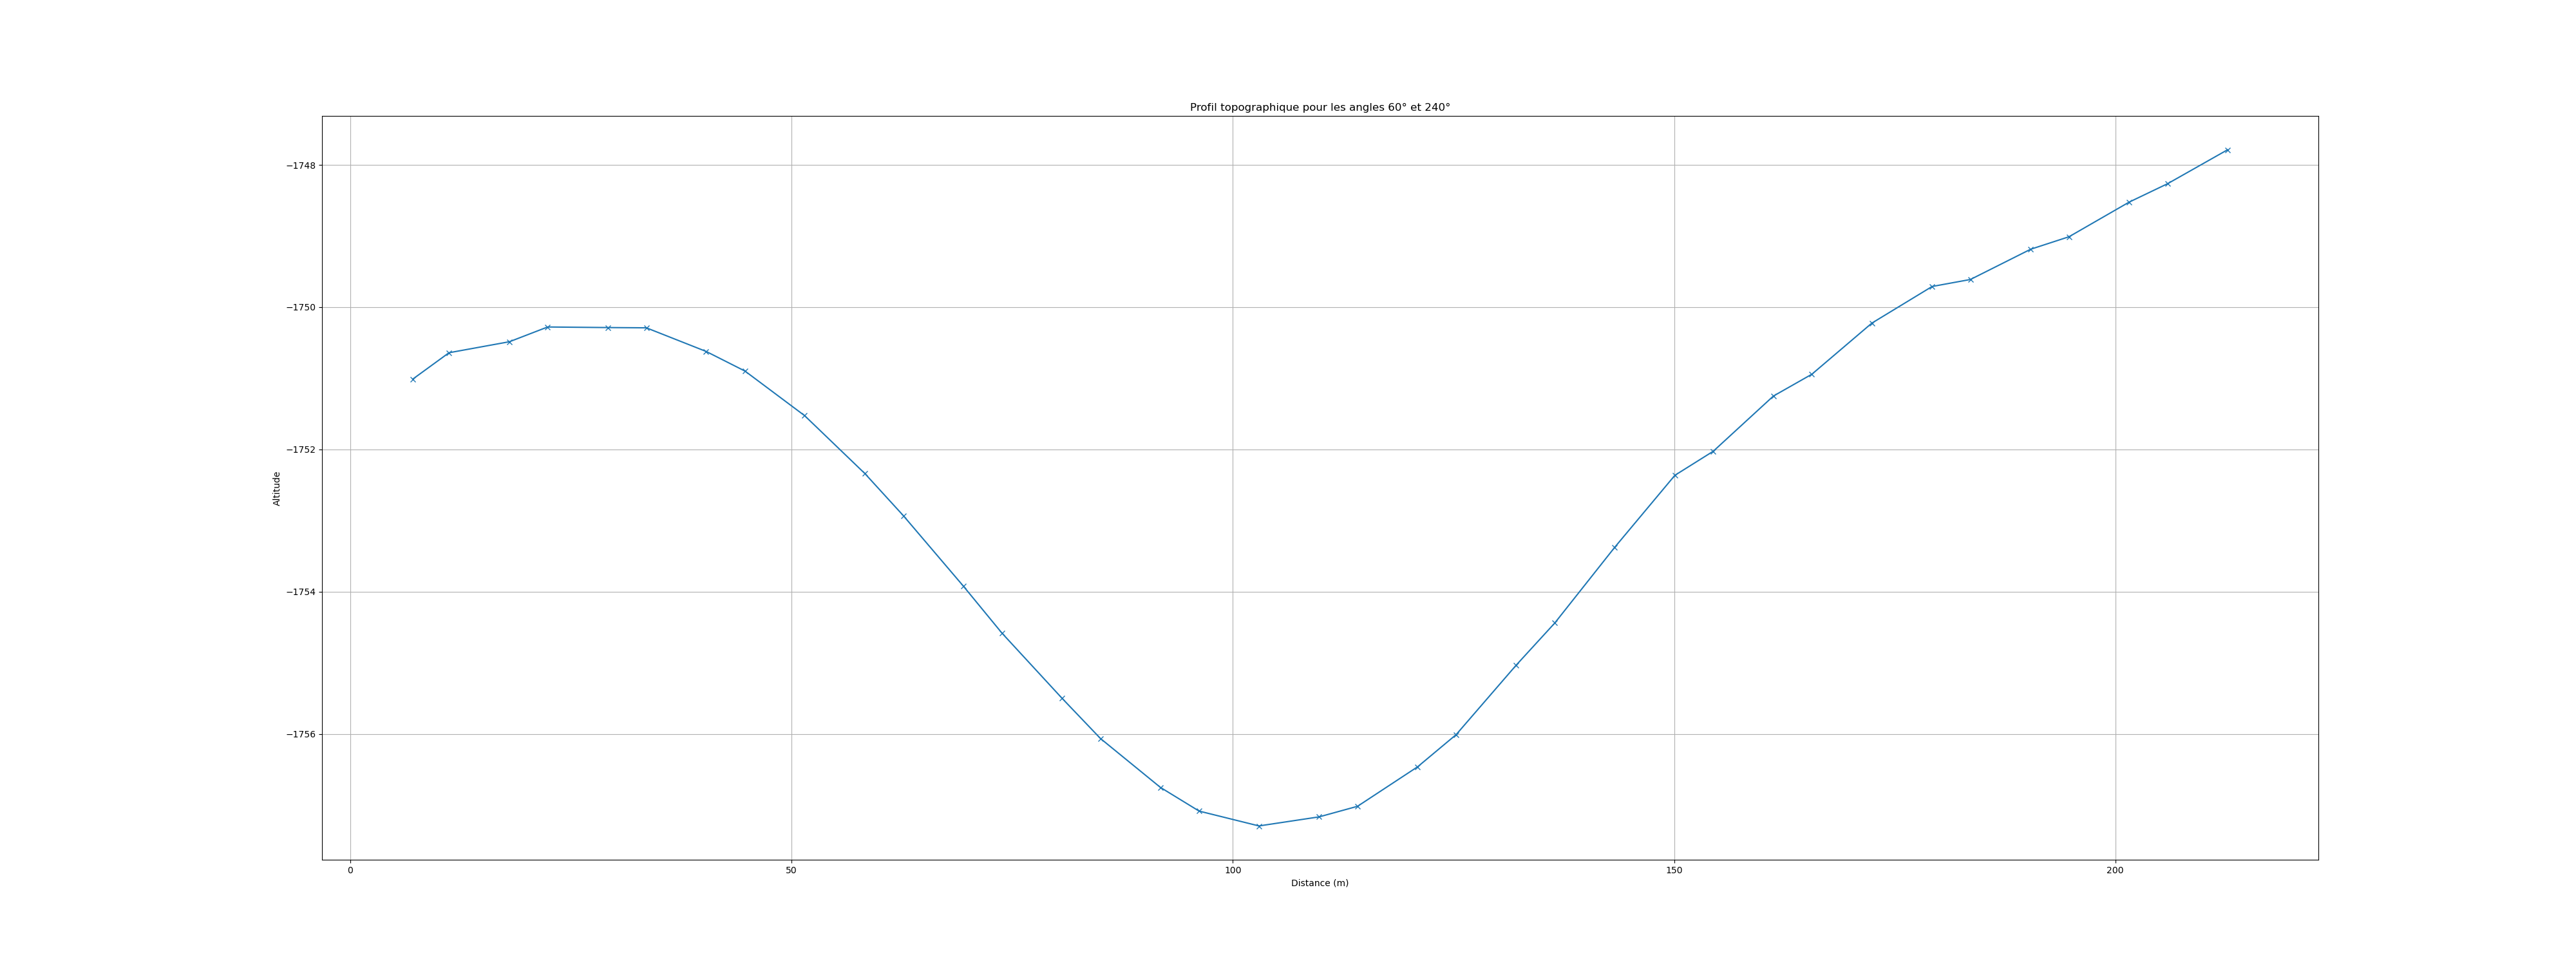 Profil topographique pour les angles 60° et 240°
−1748
−1750
−1752
−1754
−1756
Altitude
0 50 100 150 200
Distance (m)